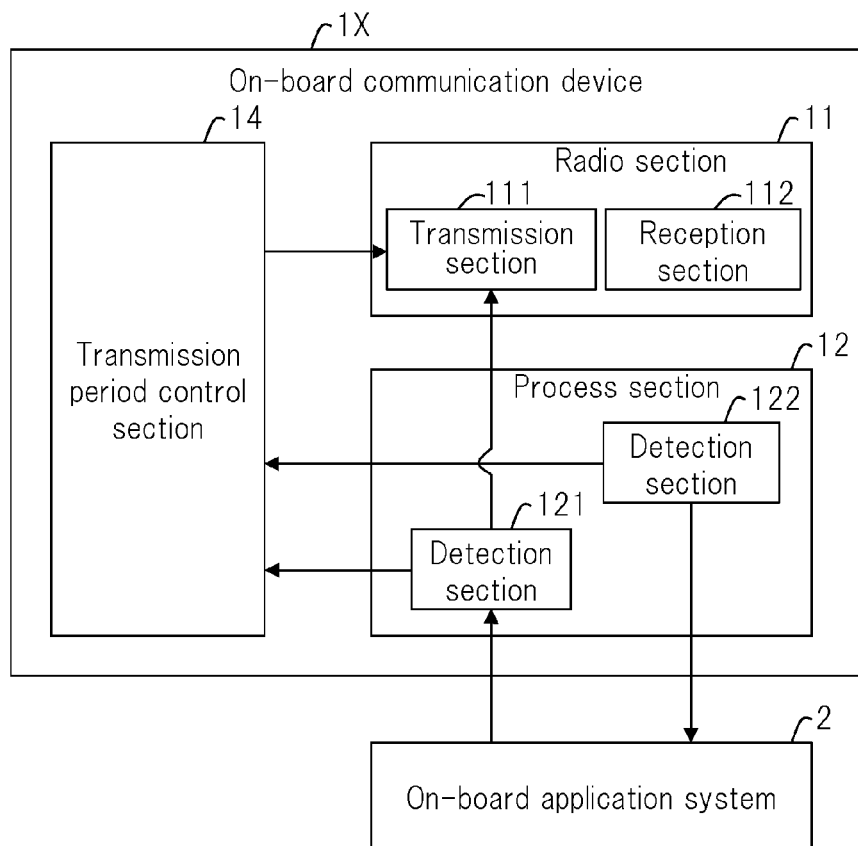 1X
On-board communication device
14
11
Radio section
111
112
Transmission
section
Reception
section
Transmission
period control
section
12
Process section
122
Detection
section
121
Detection
section
2
On-board application system